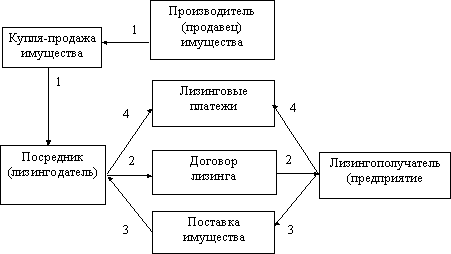 Производитель
(продавец)
имущества
1
Купля-продажа
имущества
1
Лизинговые
платежи
4
4
Посредник
(лизингодатель)
2
Договор
лизинга
2
Лизингополучатель
(предприятие
3
Поставка
имущества
3